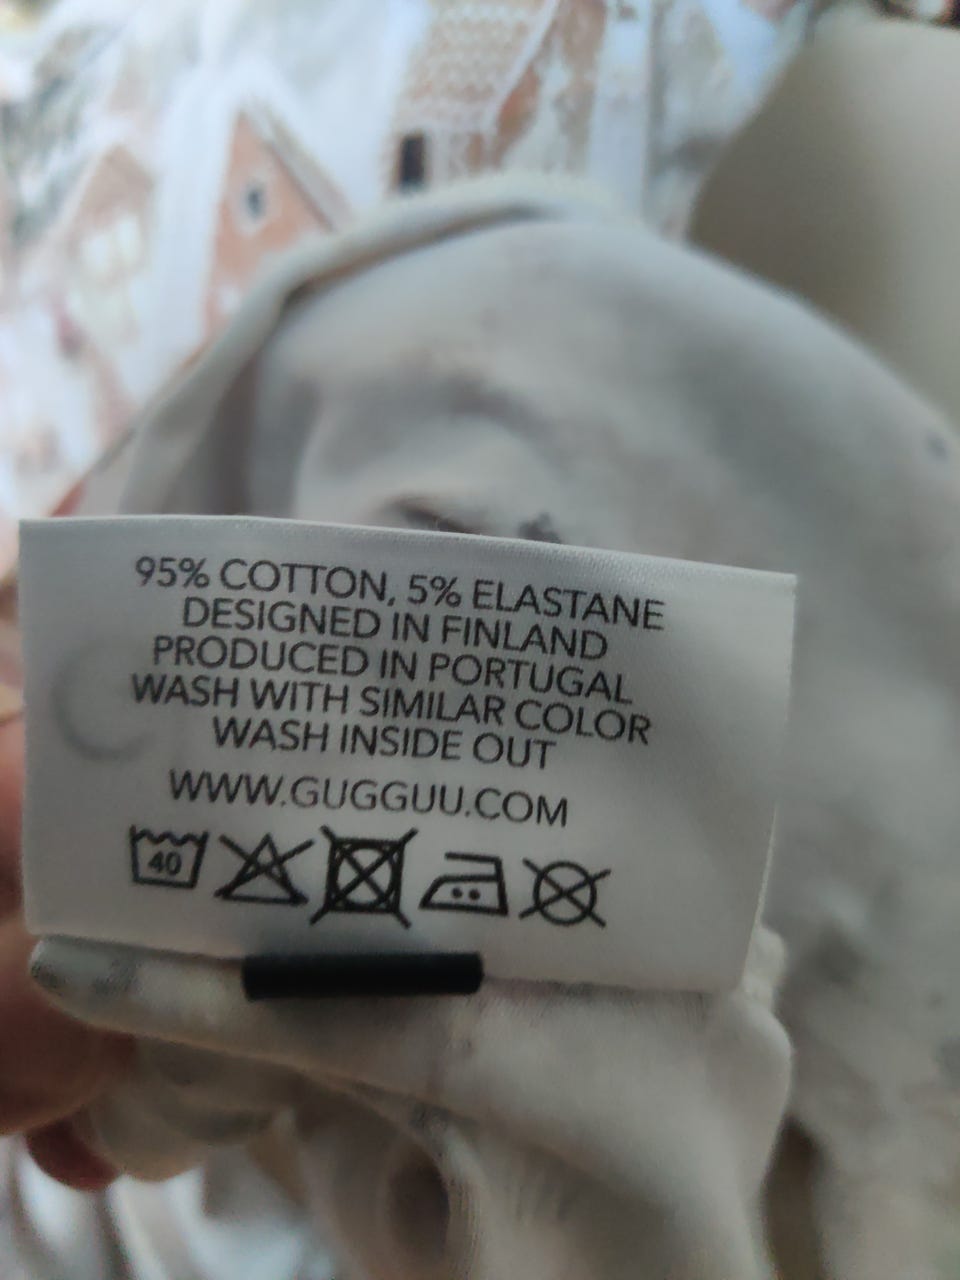 95% COTTON, 5% ELASTANE
DESIGNED IN FINLAND
PRODUCED IN PORTUGAL
WASH WITH SIMILAR COLOR
WASH INSIDE OUT
WWW.GUGGUU.COM
40